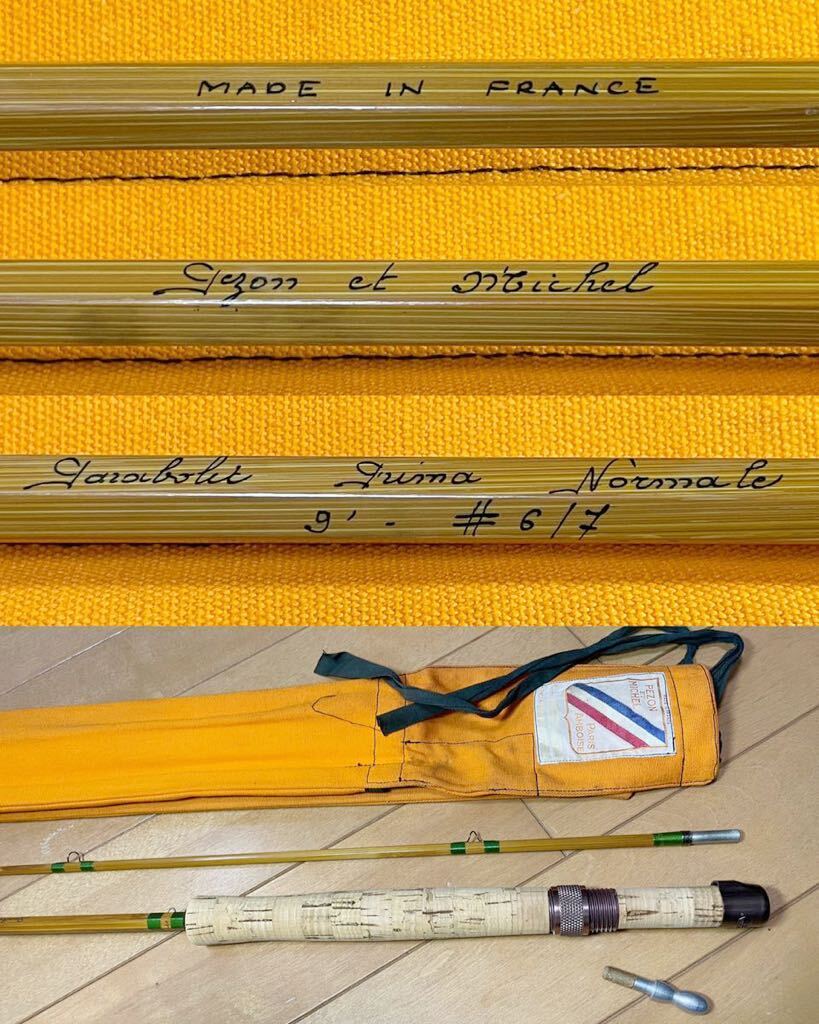 MADE IN FRANCE
Pezon et Michel
Parabolic Prima Normale
9' - # 6/7
PEZON
ET
MICHEL
PARIS
AMBOISE